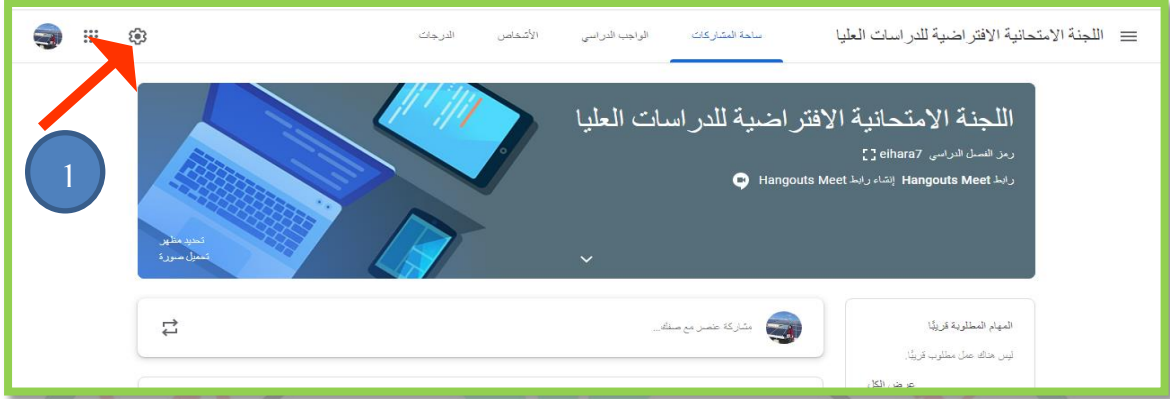 اللجنة الامتحانية الافتراضية للدراسات العليا
ساحة المشاركات
الواجب الدراسي
الأشخاص
الدرجات
1
اللجنة الامتحانية الافتراضية للدراسات العليا
رمز الفصل الدراسي eihara7
رابط Hangouts Meet إنشاء رابط Hangouts Meet
تحديد مظهر
تحميل صورة
المهام المطلوبة قريبًا
ليس هناك عمل مطلوب قريبًا.
عرض الكل
مشاركة عنصر مع صفك...